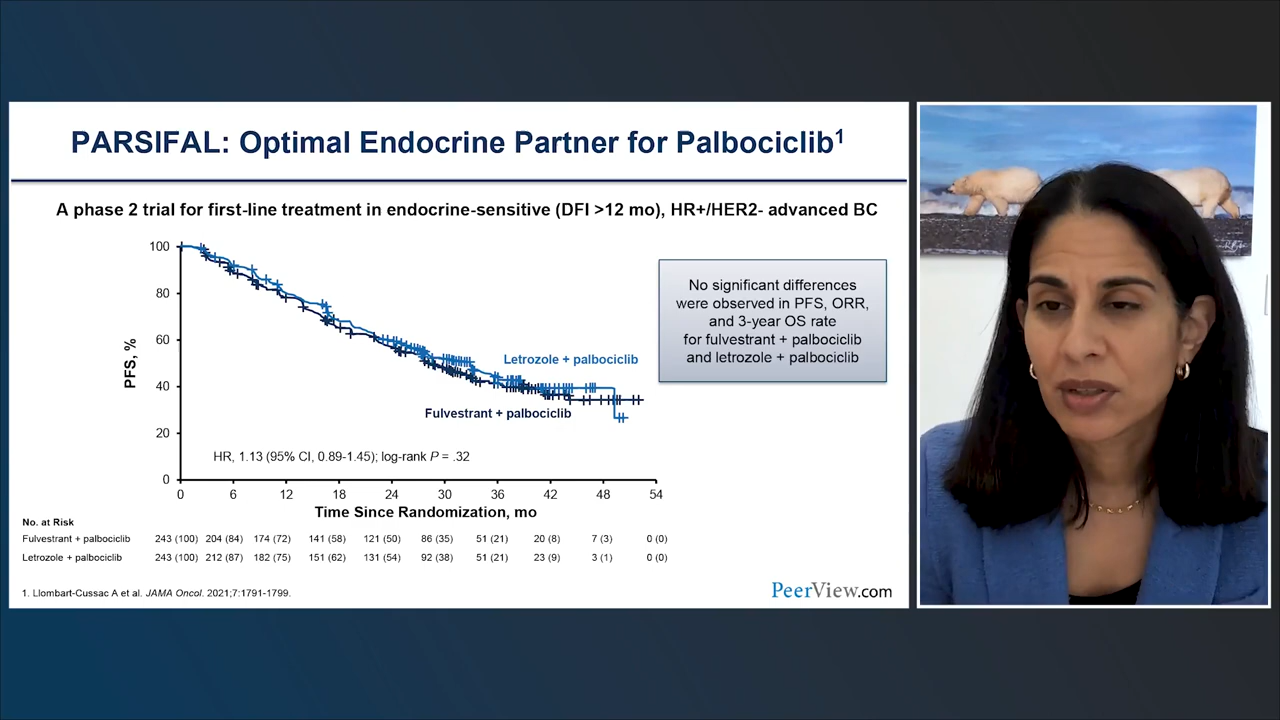 PARSIFAL: Optimal Endocrine Partner for Palbociclib1
A phase 2 trial for first-line treatment in endocrine-sensitive (DFI >12 mo), HR+/HER2- advanced BC
PFS, %
100
80
60
40
20
0
Letrozole + palbociclib
Fulvestrant + palbociclib
HR, 1.13 (95% CI, 0.89-1.45); log-rank P = .32
0 6 12 18 24 30 36 42 48 54
Time Since Randomization, mo
No significant differences
were observed in PFS, ORR,
and 3-year OS rate
for fulvestrant + palbociclib
and letrozole + palbociclib
No. at Risk
Fulvestrant + palbociclib 243 (100) 204 (84) 174 (72) 141 (58) 121 (50) 86 (35) 51 (21) 20 (8) 7 (3) 0 (0)
Letrozole + palbociclib 243 (100) 212 (87) 182 (75) 151 (62) 131 (54) 92 (38) 51 (21) 23 (9) 3 (1) 0 (0)
1. Llombart-Cussac A et al. JAMA Oncol. 2021;7:1791-1799.
PeerView.com